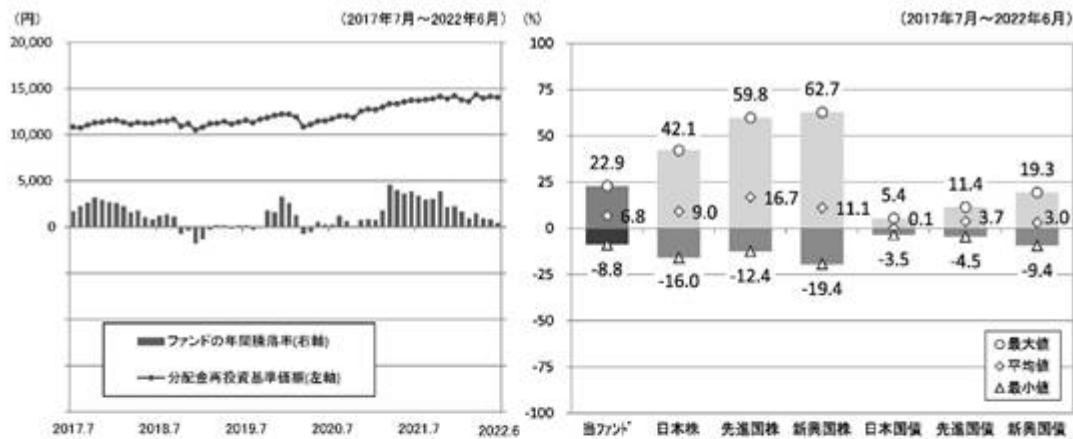 (円)
(2017年7月～2022年6月)
20,000
15,000
10,000
5,000
0
ファンドの年間騰落率(右軸)
分配金再投資基準価額(左軸)
2017.7 2018.7 2019.7 2020.7 2021.7 2022.6
(%)
(2017年7月～2022年6月)
100
75
50
25
0
-25
-50
-75
-100
22.9 42.1 59.8 62.7 5.4 11.4 19.3
6.8 9.0 16.7 11.1 0.1 3.7 3.0
-8.8 -16.0 -12.4 -19.4 -3.5 -4.5 -9.4
最大値
平均値
最小値
当ファンド 日本株 先進国株 新興国株 日本国債 先進国債 新興国債